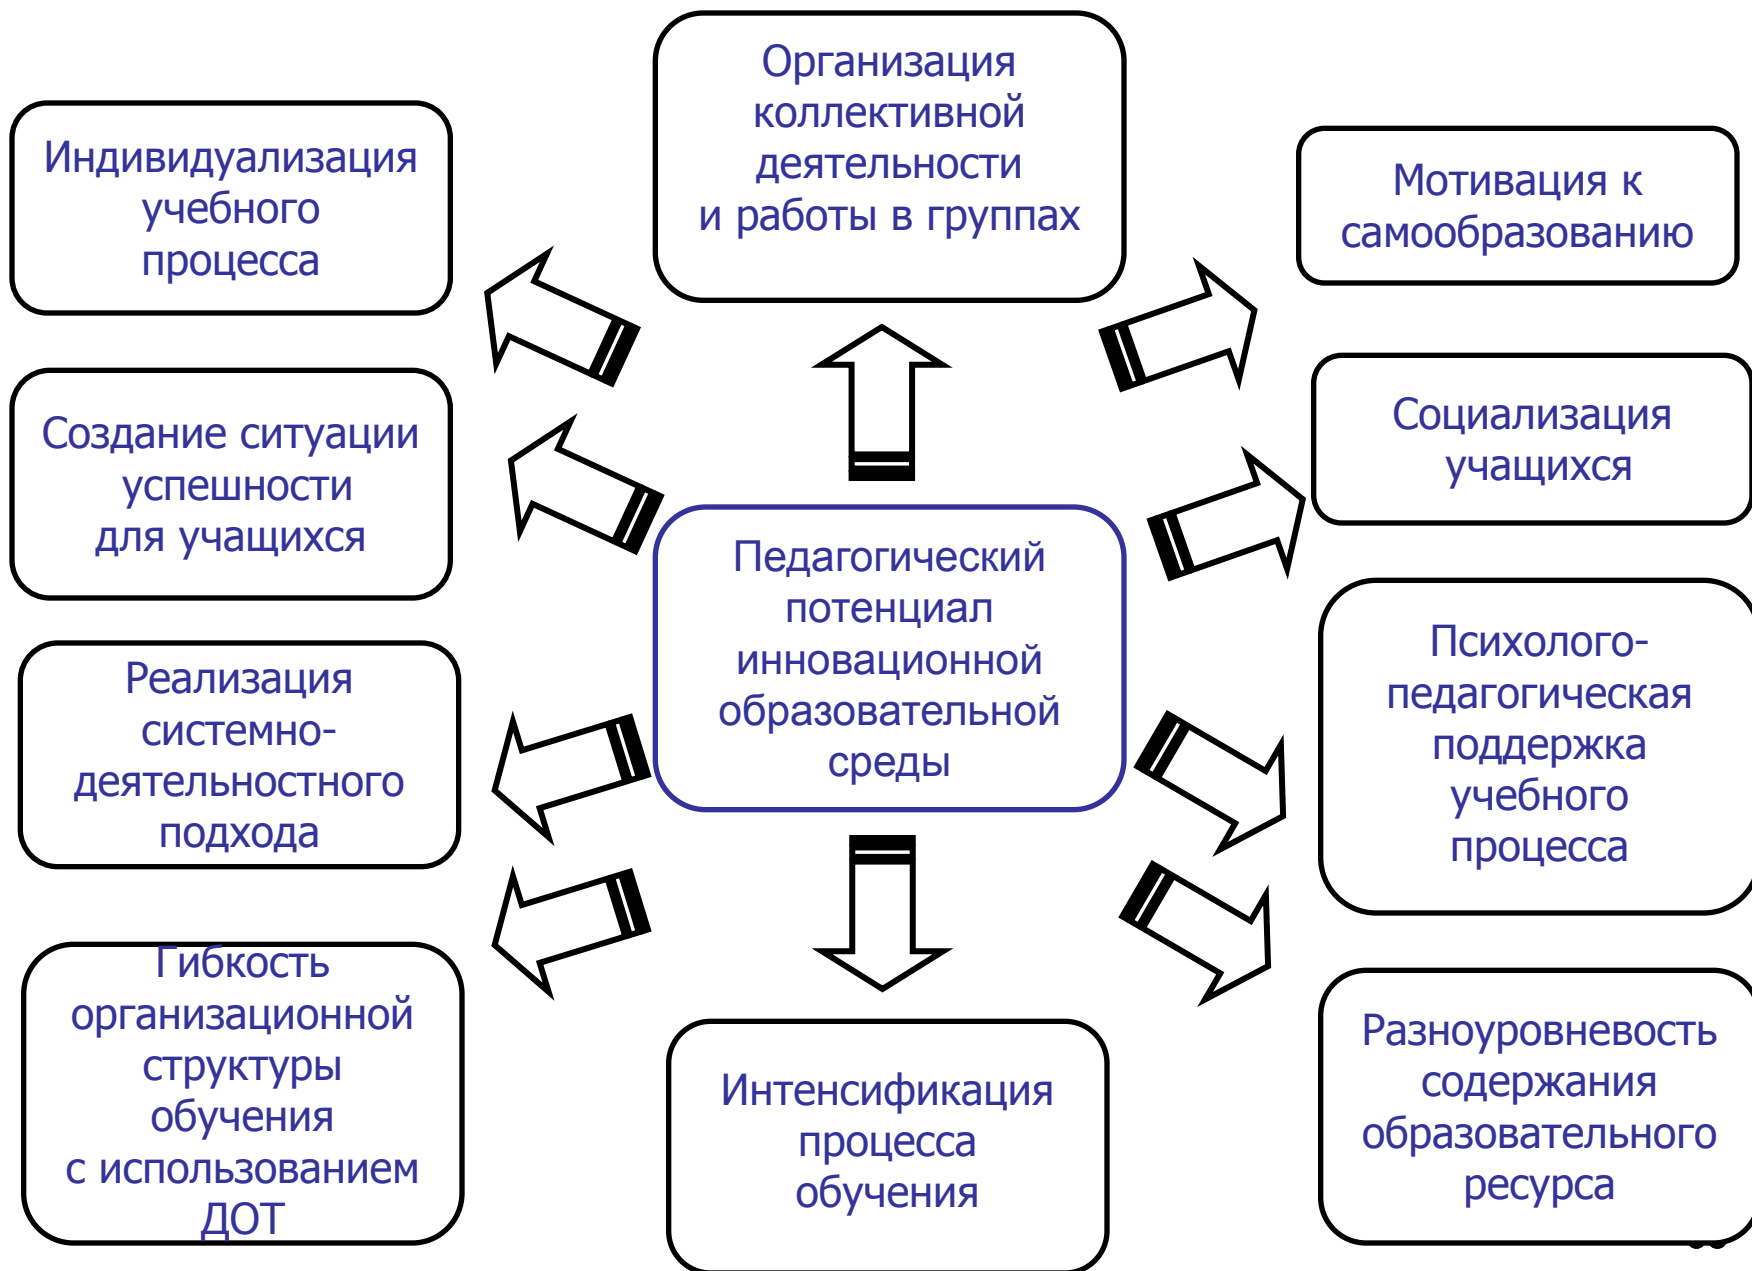 Организация
коллективной
деятельности
и работы в группах
Индивидуализация
учебного
процесса
Мотивация к
самообразованию
Создание ситуации
успешности
для учащихся
Социализация
учащихся
Педагогический
потенциал
инновационной
образовательной
среды
Реализация
системно-
деятельностного
подхода
Психолого-
педагогическая
поддержка
учебного
процесса
Гибкость
организационной
структуры
обучения
с использованием
ДОТ
Интенсификация
процесса
обучения
Разноуровневость
содержания
образовательного
ресурса